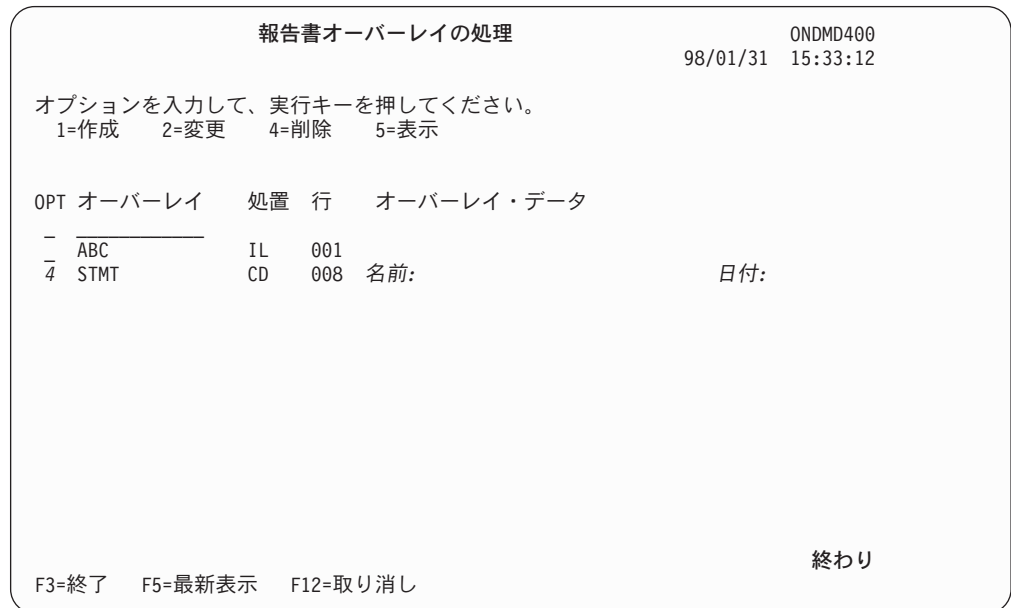 報告書オーバーレイの処理 ONDMD400
98/01/31 15:33:12
オプションを入力して、実行キーを押してください。
1=作成 2=変更 4=削除 5=表示
OPT オーバーレイ 処置 行 オーバーレイ・データ
_ ____________
_ ABC IL 001
4 STMT CD 008 名前: 日付:
終わり
F3=終了 F5=最新表示 F12=取り消し